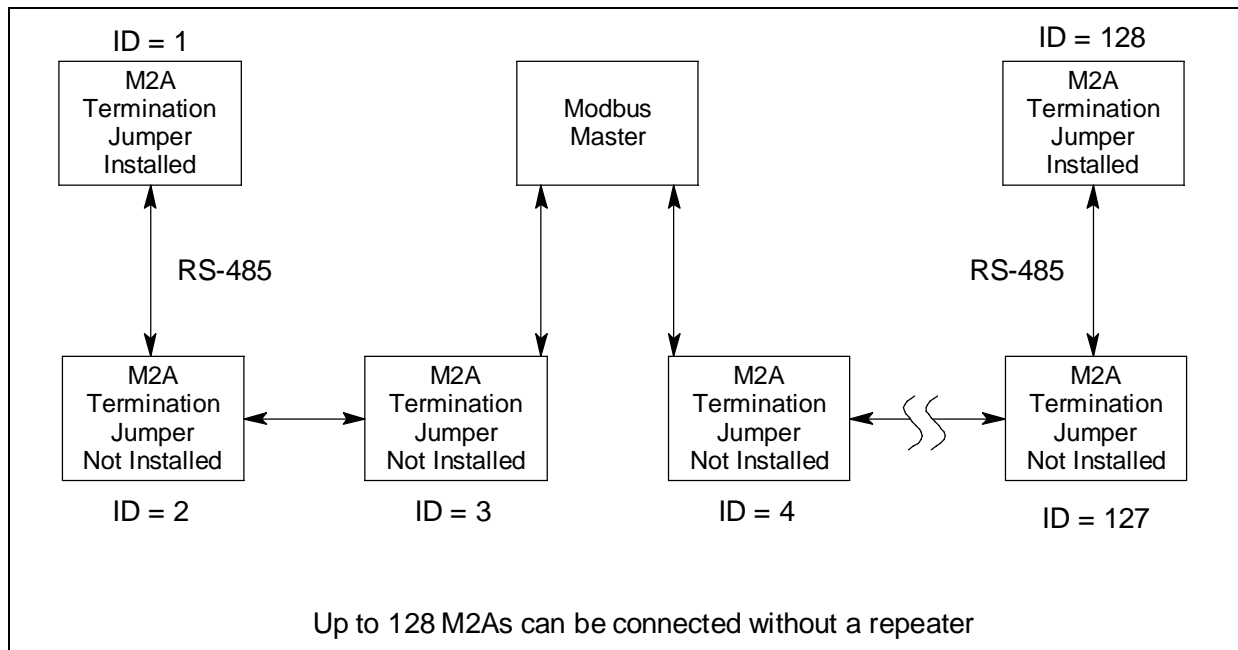 ID = 1
M2A
Termination
Jumper
Installed
Modbus
Master
ID = 128
M2A
Termination
Jumper
Installed
RS-485
RS-485
M2A
Termination
Jumper
Not Installed
ID = 2
M2A
Termination
Jumper
Not Installed
ID = 3
M2A
Termination
Jumper
Not Installed
ID = 4
M2A
Termination
Jumper
Not Installed
ID = 127
Up to 128 M2As can be connected without a repeater